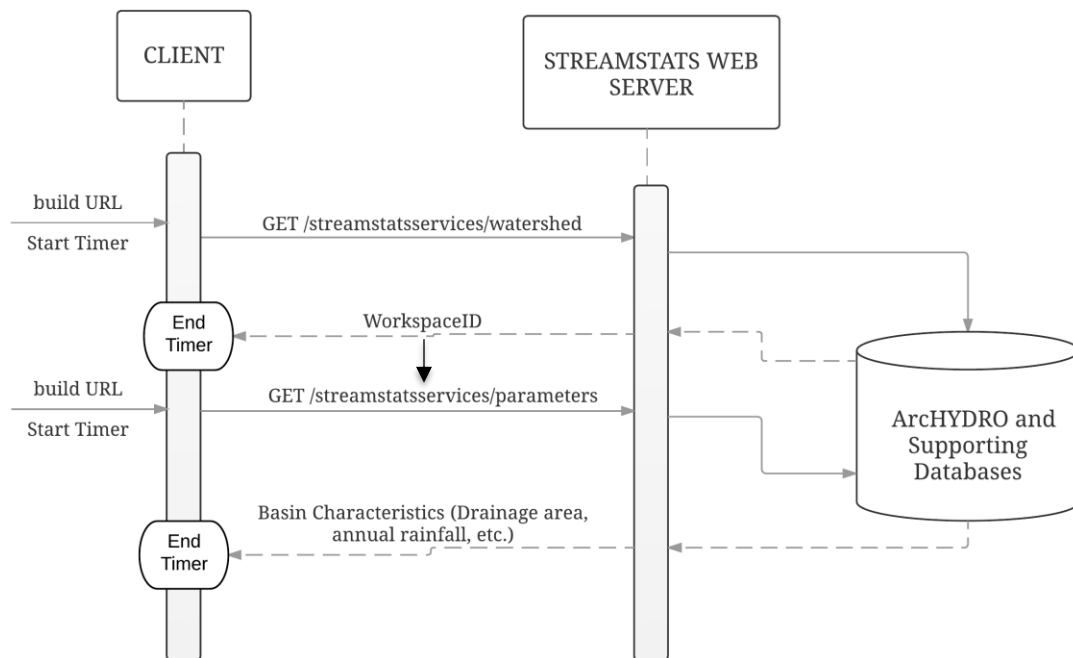 CLIENT
STREAMSTATS WEB
SERVER
build URL
Start Timer
GET /streamstatsservices/watershed
End
Timer
WorkspaceID
build URL
Start Timer
GET /streamstatsservices/parameters
ArcHYDRO and
Supporting
Databases
Basin Characteristics (Drainage area,
annual rainfall, etc.)
End
Timer